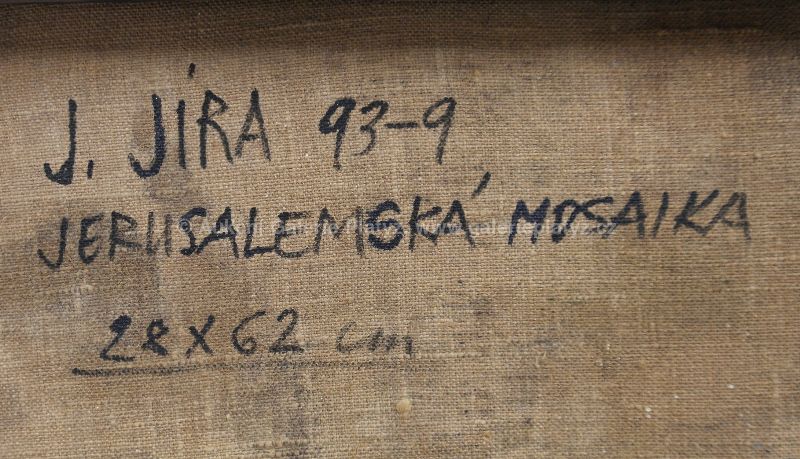 J. JÍRA 93-9
JERUSALEMSKÁ MOSAIKA
28 X 62 cm